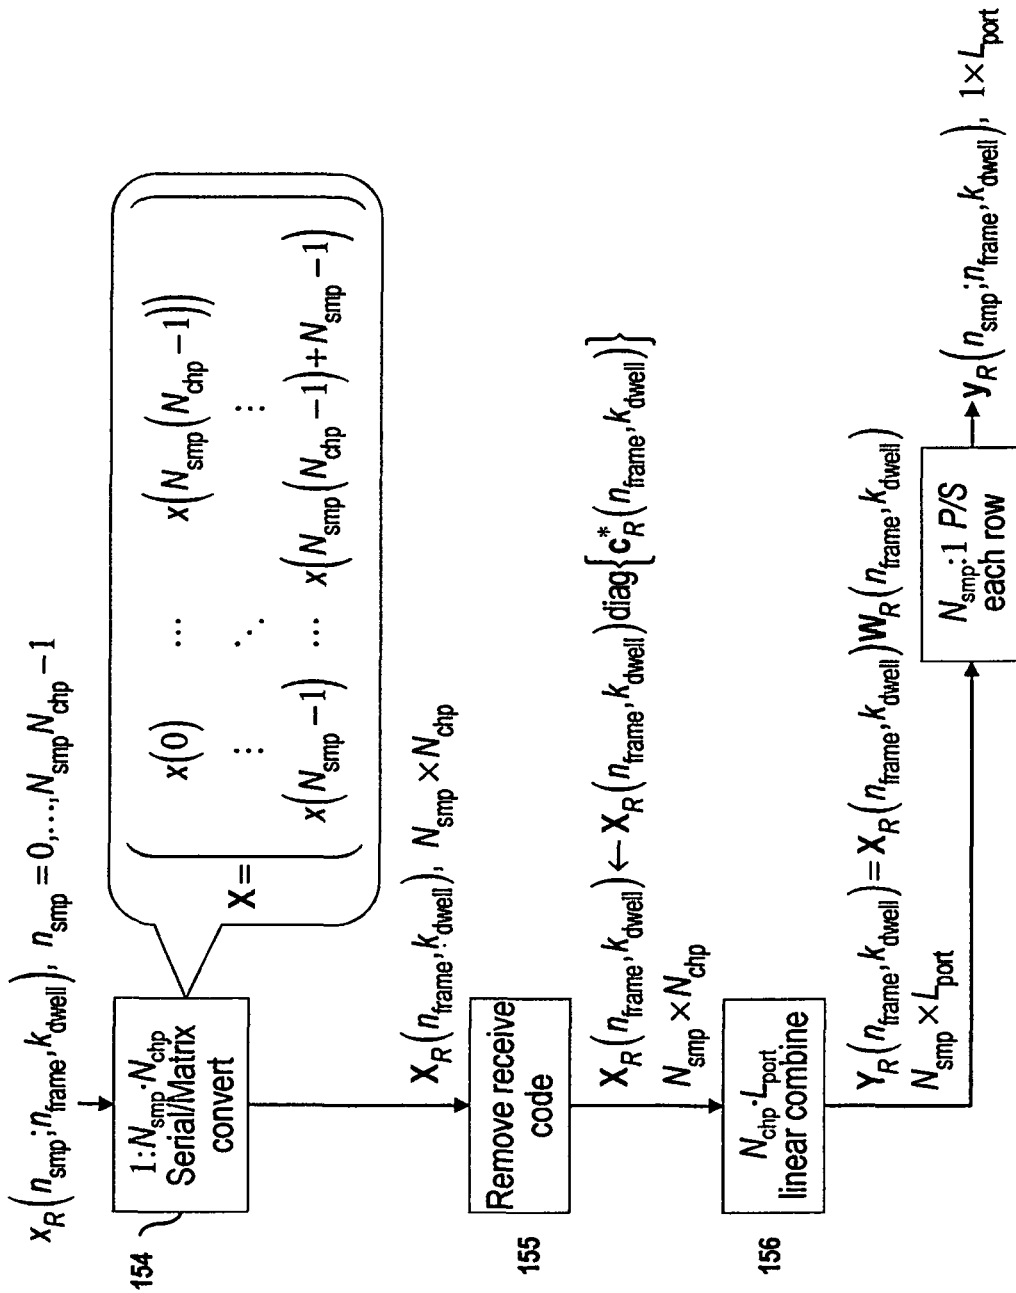 x_R(n_smp; n_frame, k_dwell), n_smp = 0,…,N_smp N_chp − 1
154
1:N_smp·N_chp
Serial/Matrix
convert
X =
x(0) ⋯ x(N_smp(N_chp − 1))
⋮ ⋱ ⋮
x(N_smp − 1) ⋯ x(N_smp(N_chp − 1) + N_smp − 1)
X_R(n_frame, k_dwell), N_smp × N_chp
155
Remove receive
code
X_R(n_frame, k_dwell) ← X_R(n_frame, k_dwell) diag{c*_R(n_frame, k_dwell)}
N_smp × N_chp
156
N_chp·L_port
linear combine
Y_R(n_frame, k_dwell) = X_R(n_frame, k_dwell) W_R(n_frame, k_dwell)
N_smp × L_port
N_smp:1 P/S
each row
y_R(n_smp; n_frame, k_dwell), 1 × L_port